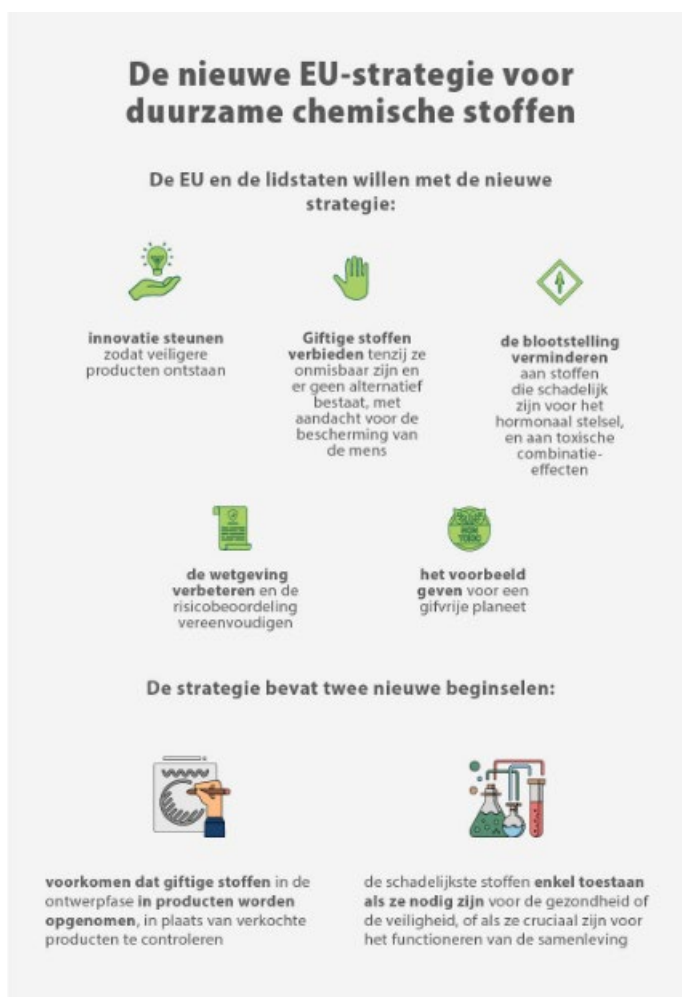 De nieuwe EU-strategie voor
duurzame chemische stoffen
De EU en de lidstaten willen met de nieuwe
strategie:
innovatie steunen
zodat veiligere
producten ontstaan
Giftige stoffen
verbieden tenzij ze
onmisbaar zijn en
er geen alternatief
bestaat, met
aandacht voor de
bescherming van
de mens
de blootstelling
verminderen
aan stoffen
die schadelijk
zijn voor het
hormonaal stelsel,
en aan toxische
combinatie-
effecten
de wetgeving
verbeteren en de
risicobeoordeling
vereenvoudigen
NON
TOXIC
het voorbeeld
geven voor een
gifvrije planeet
De strategie bevat twee nieuwe beginselen:
voorkomen dat giftige stoffen in de
ontwerpfase in producten worden
opgenomen, in plaats van verkochte
producten te controleren
de schadelijkste stoffen enkel toestaan
als ze nodig zijn voor de gezondheid of
de veiligheid, of als ze cruciaal zijn voor
het functioneren van de samenleving